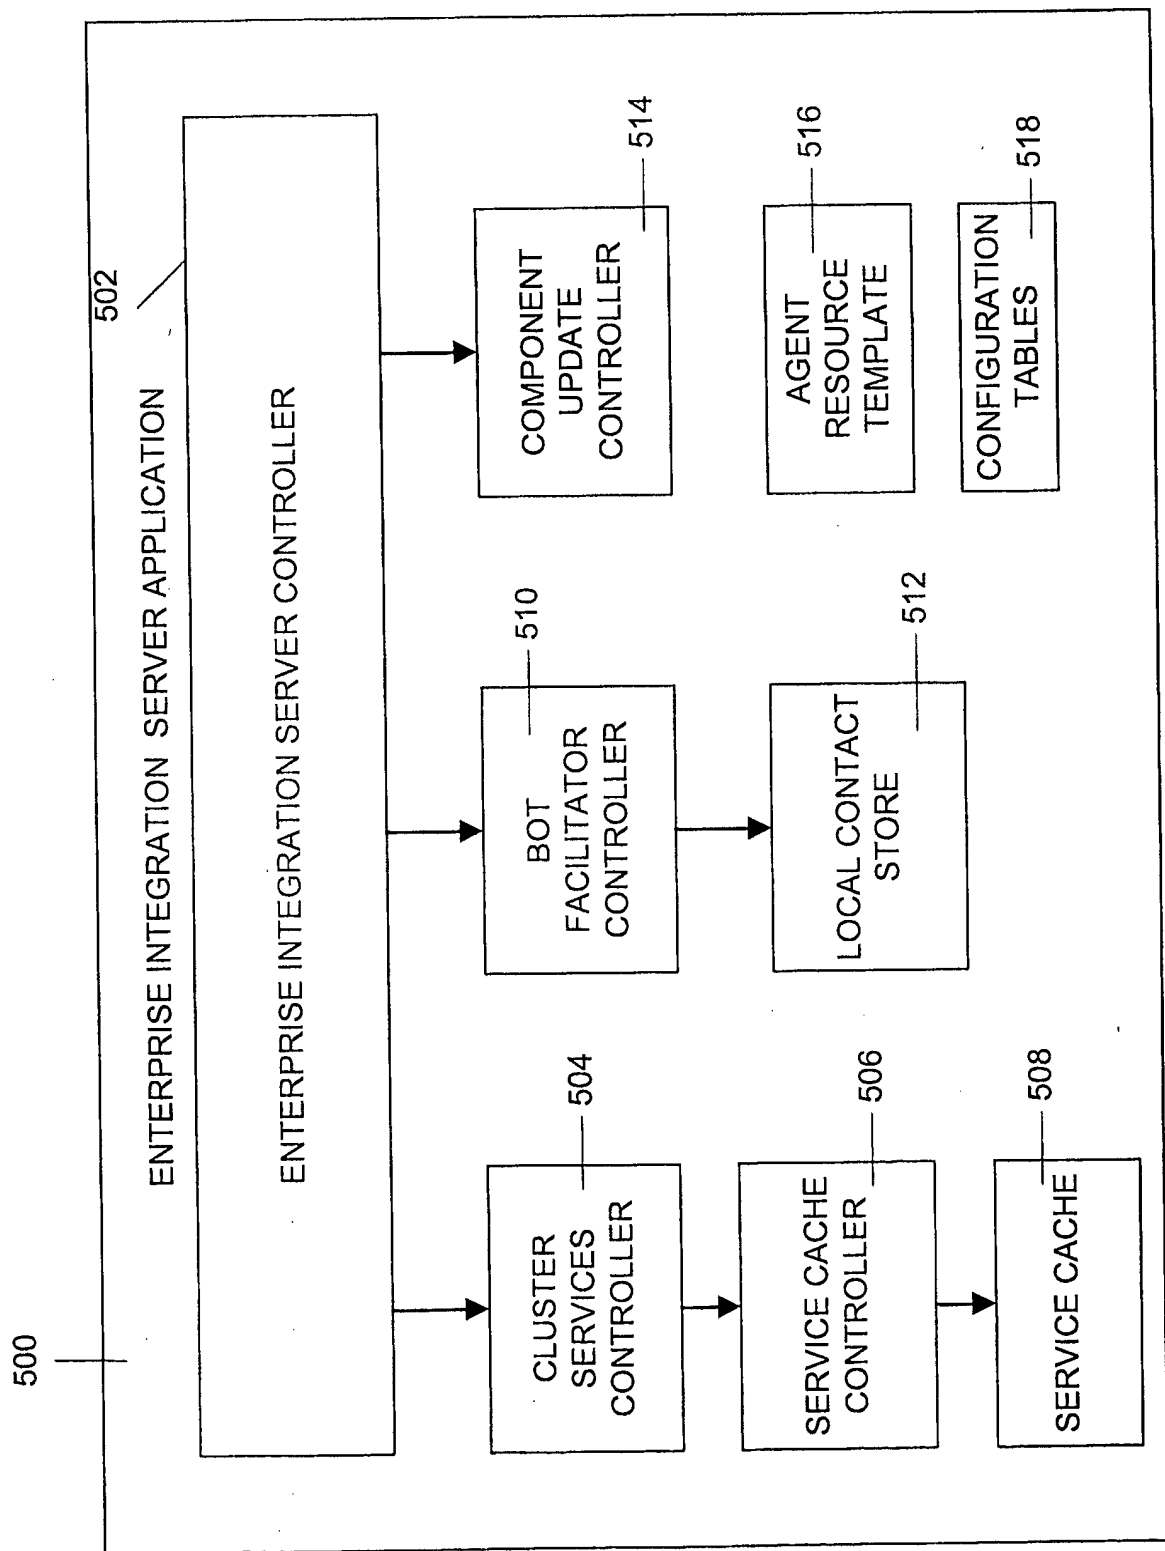 500
ENTERPRISE INTEGRATION SERVER APPLICATION
502
ENTERPRISE INTEGRATION SERVER CONTROLLER
CLUSTER
SERVICES
CONTROLLER
504
SERVICE CACHE
CONTROLLER
506
SERVICE CACHE
508
BOT
FACILITATOR
CONTROLLER
510
LOCAL CONTACT
STORE
512
COMPONENT
UPDATE
CONTROLLER
514
AGENT
RESOURCE
TEMPLATE
516
CONFIGURATION
TABLES
518